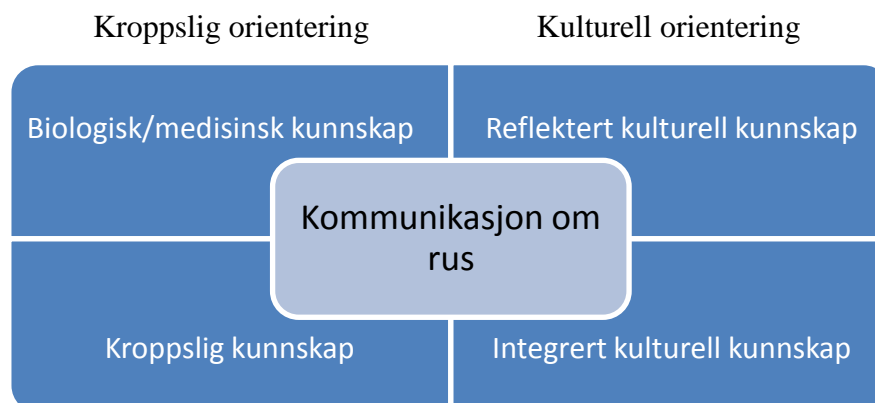 Kroppslig orientering
Kulturell orientering
Biologisk/medisinsk kunnskap
Reflektert kulturell kunnskap
Kommunikasjon om
rus
Kroppslig kunnskap
Integrert kulturell kunnskap